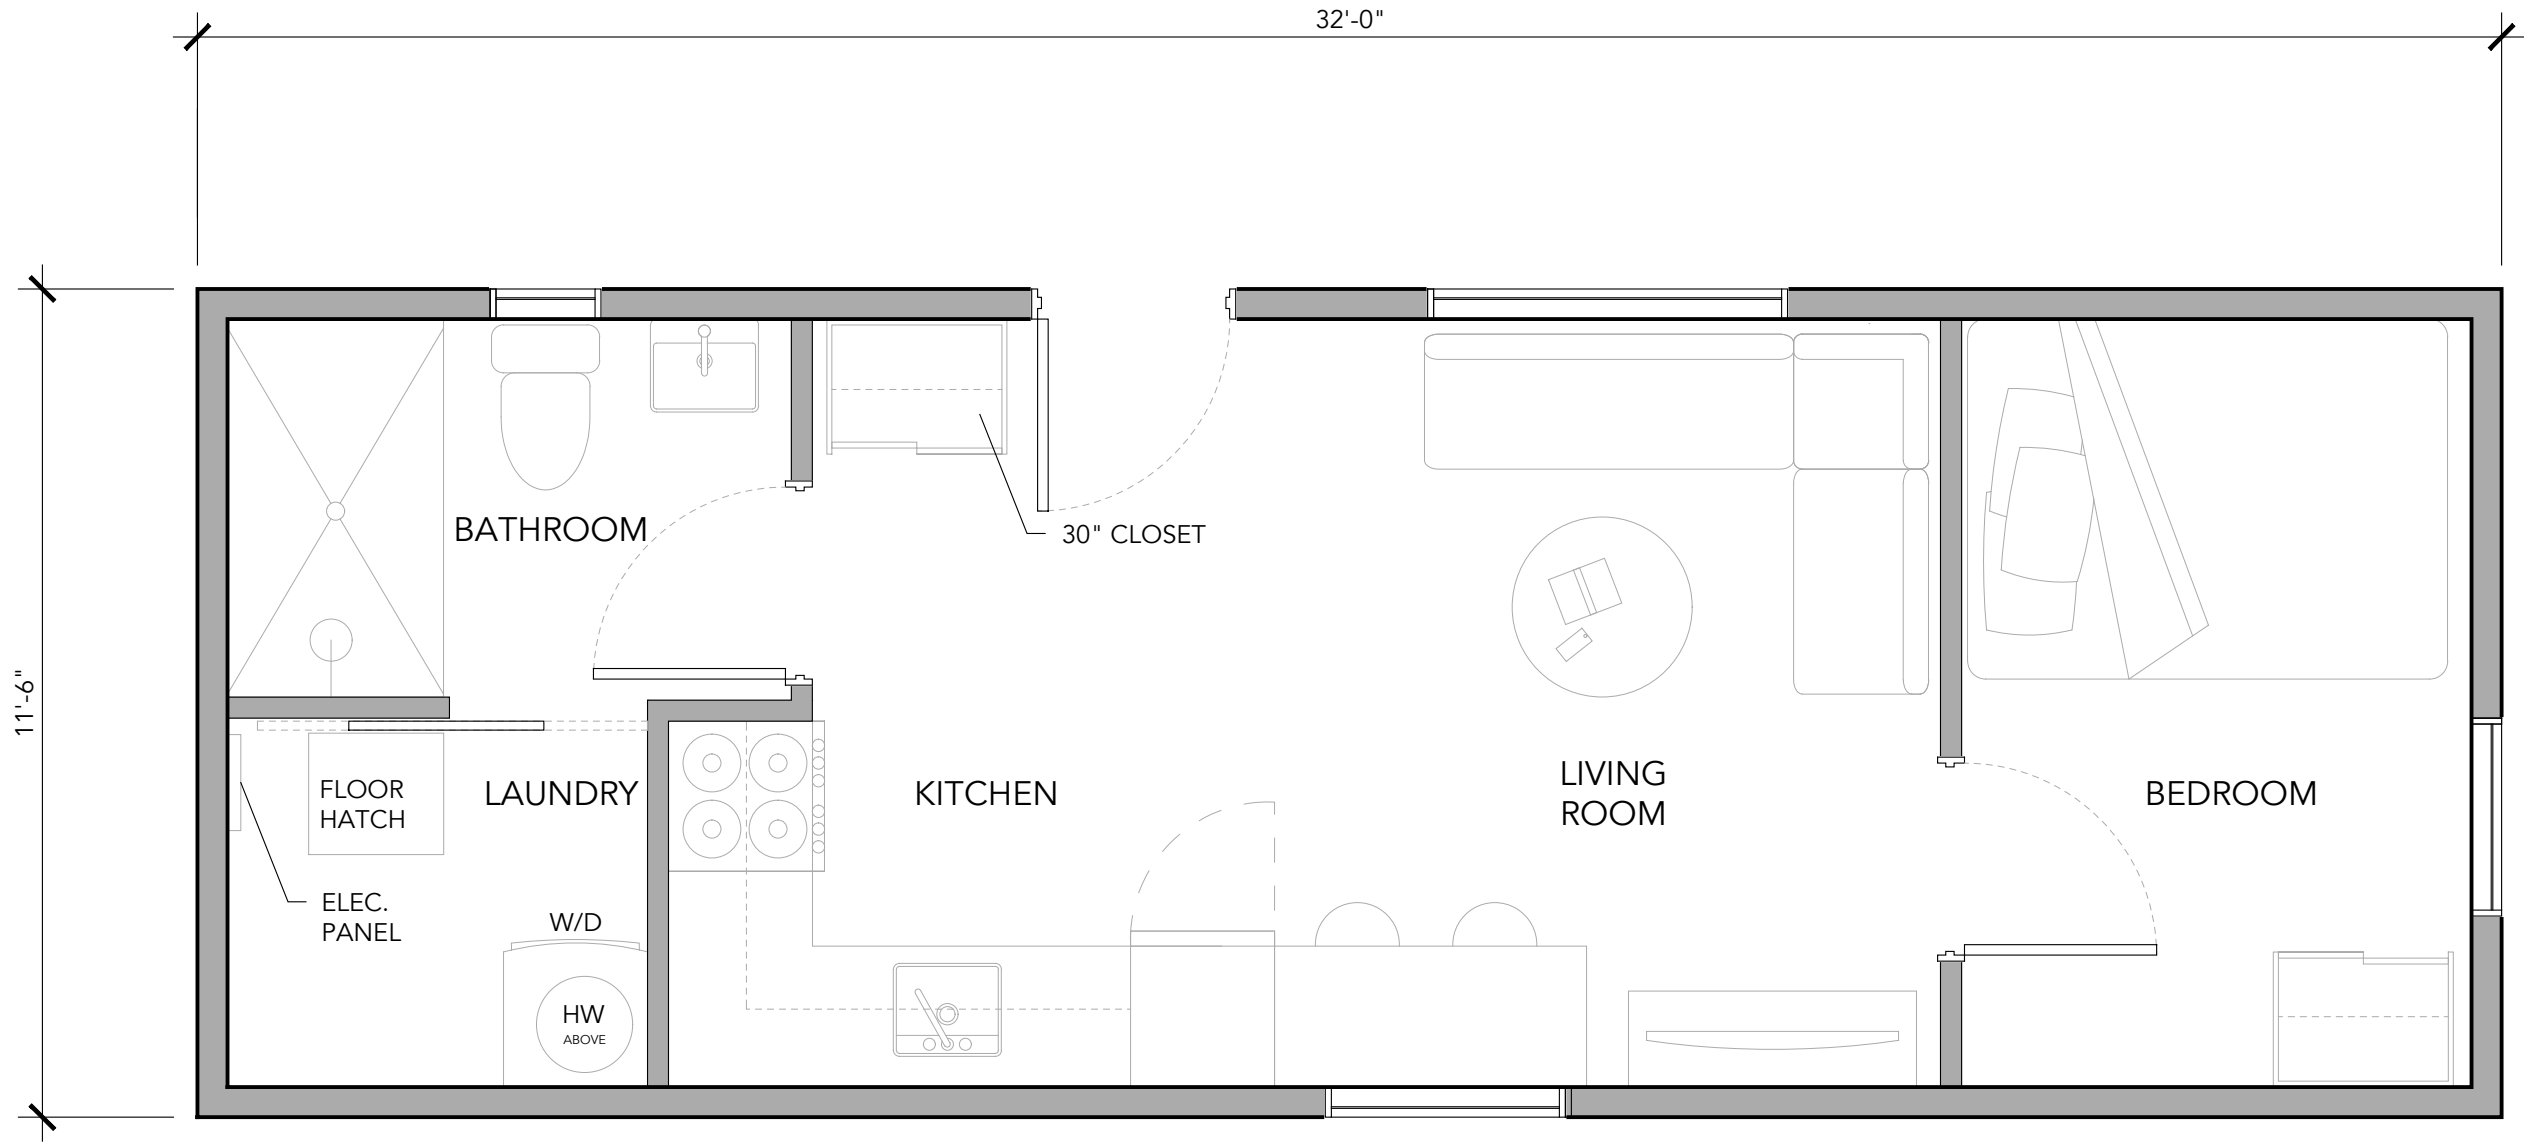 32'-0"
11'-6"
BATHROOM
30" CLOSET
FLOOR
HATCH
LAUNDRY
KITCHEN
LIVING
ROOM
BEDROOM
ELEC.
PANEL
W/D
HW
ABOVE